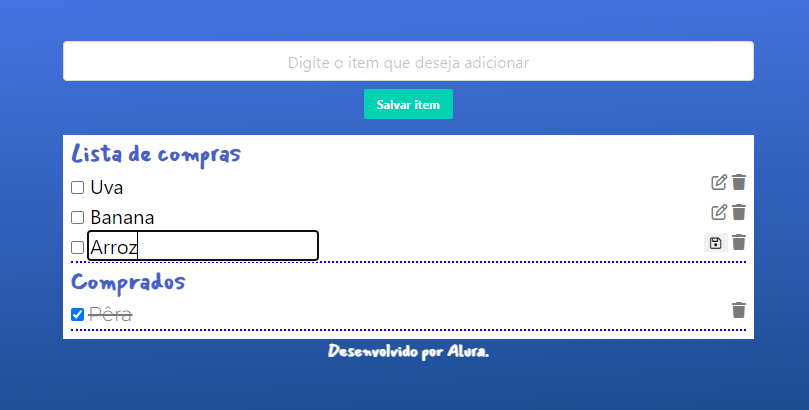 Digite o item que deseja adicionar
Salvar item
Lista de compras
Uva
Banana
Arroz
Comprados
Pêra
Desenvolvido por Alura.